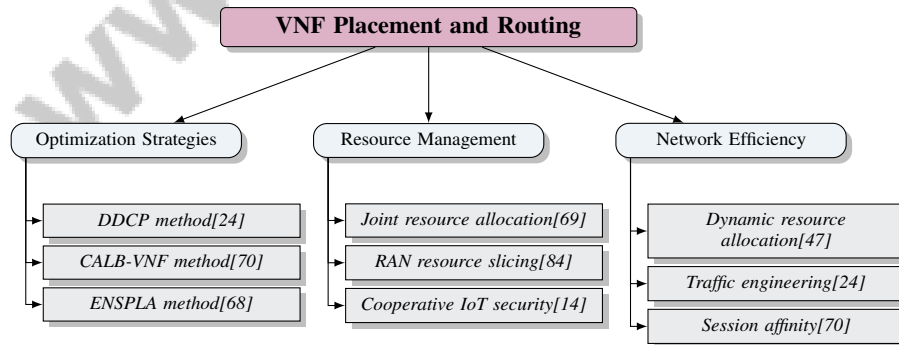 VNF Placement and Routing
Optimization Strategies
DDCP method[24]
CALB-VNF method[70]
ENSPLA method[68]
Resource Management
Joint resource allocation[69]
RAN resource slicing[84]
Cooperative IoT security[14]
Network Efficiency
Dynamic resource
allocation[47]
Traffic engineering[24]
Session affinity[70]